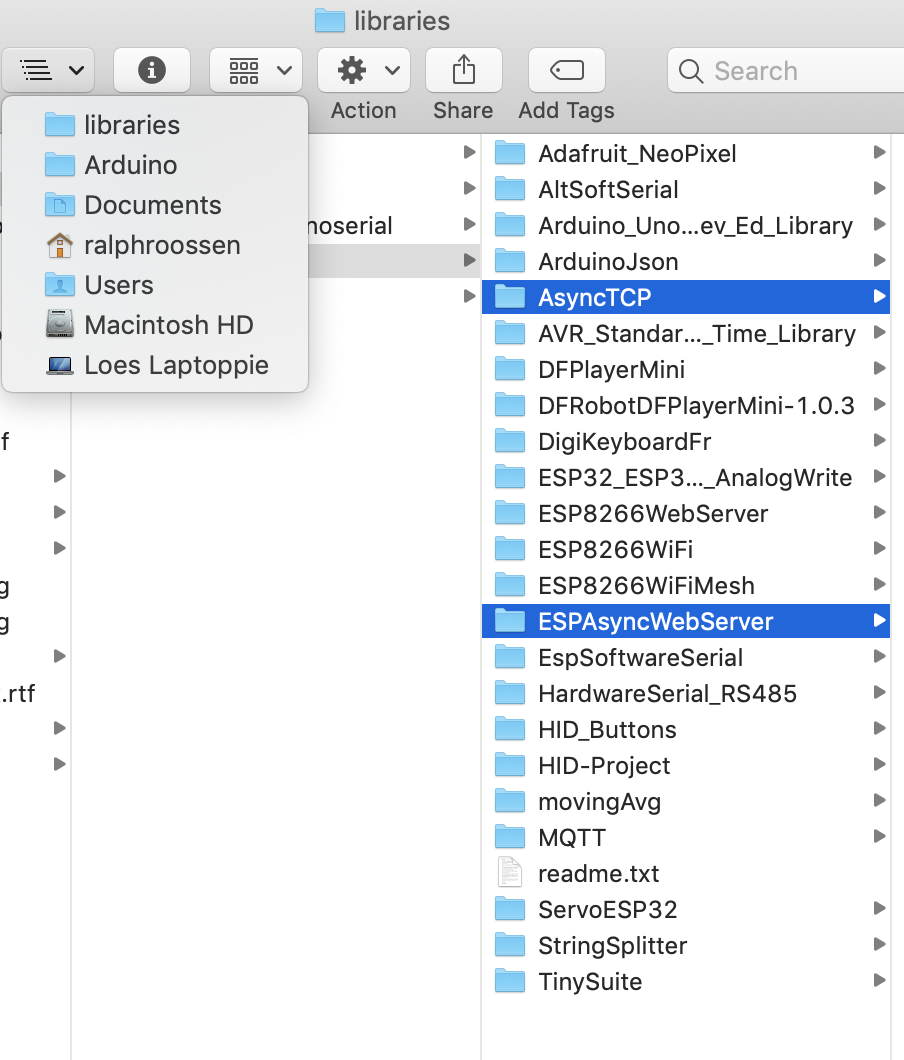 libraries
Search
Action
Share
Add Tags
libraries
Arduino
Documents
ralphroossen
Users
Macintosh HD
Loes Laptoppie
noserial
f
g
g
.rtf
Adafruit_NeoPixel
AltSoftSerial
Arduino_Uno...ev_Ed_Library
ArduinoJson
AsyncTCP
AVR_Standar..._Time_Library
DFPlayerMini
DFRobotDFPlayerMini-1.0.3
DigiKeyboardFr
ESP32_ESP3..._AnalogWrite
ESP8266WebServer
ESP8266WiFi
ESP8266WiFiMesh
ESPAsyncWebServer
EspSoftwareSerial
HardwareSerial_RS485
HID_Buttons
HID-Project
movingAvg
MQTT
readme.txt
ServoESP32
StringSplitter
TinySuite